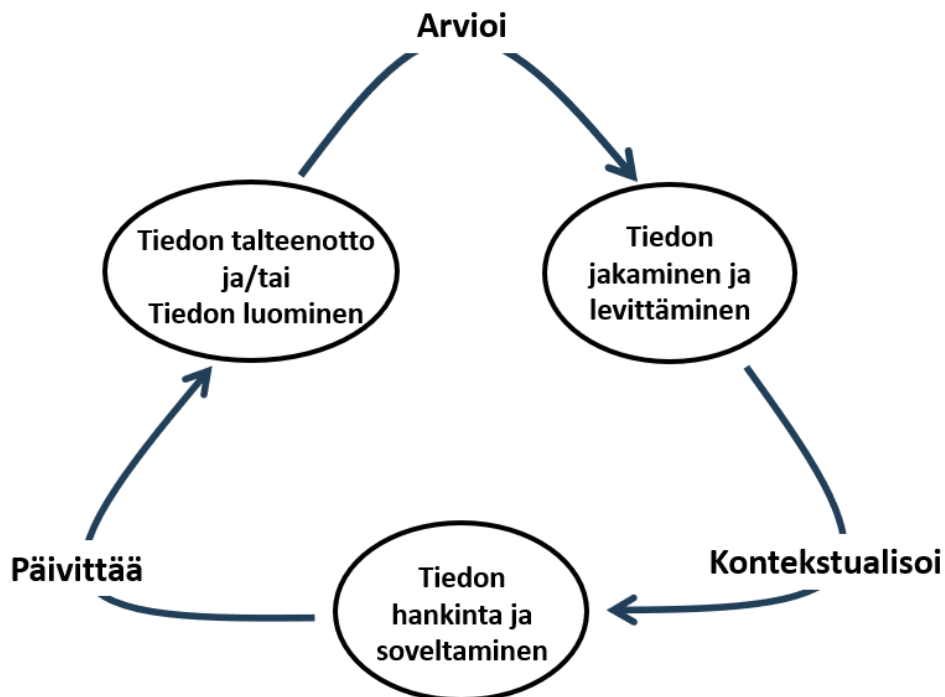 Arvioi
Tiedon talteenotto
ja/tai
Tiedon luominen
Tiedon
jakaminen ja
levittäminen
Päivittää
Kontekstualisoi
Tiedon
hankinta ja
soveltaminen